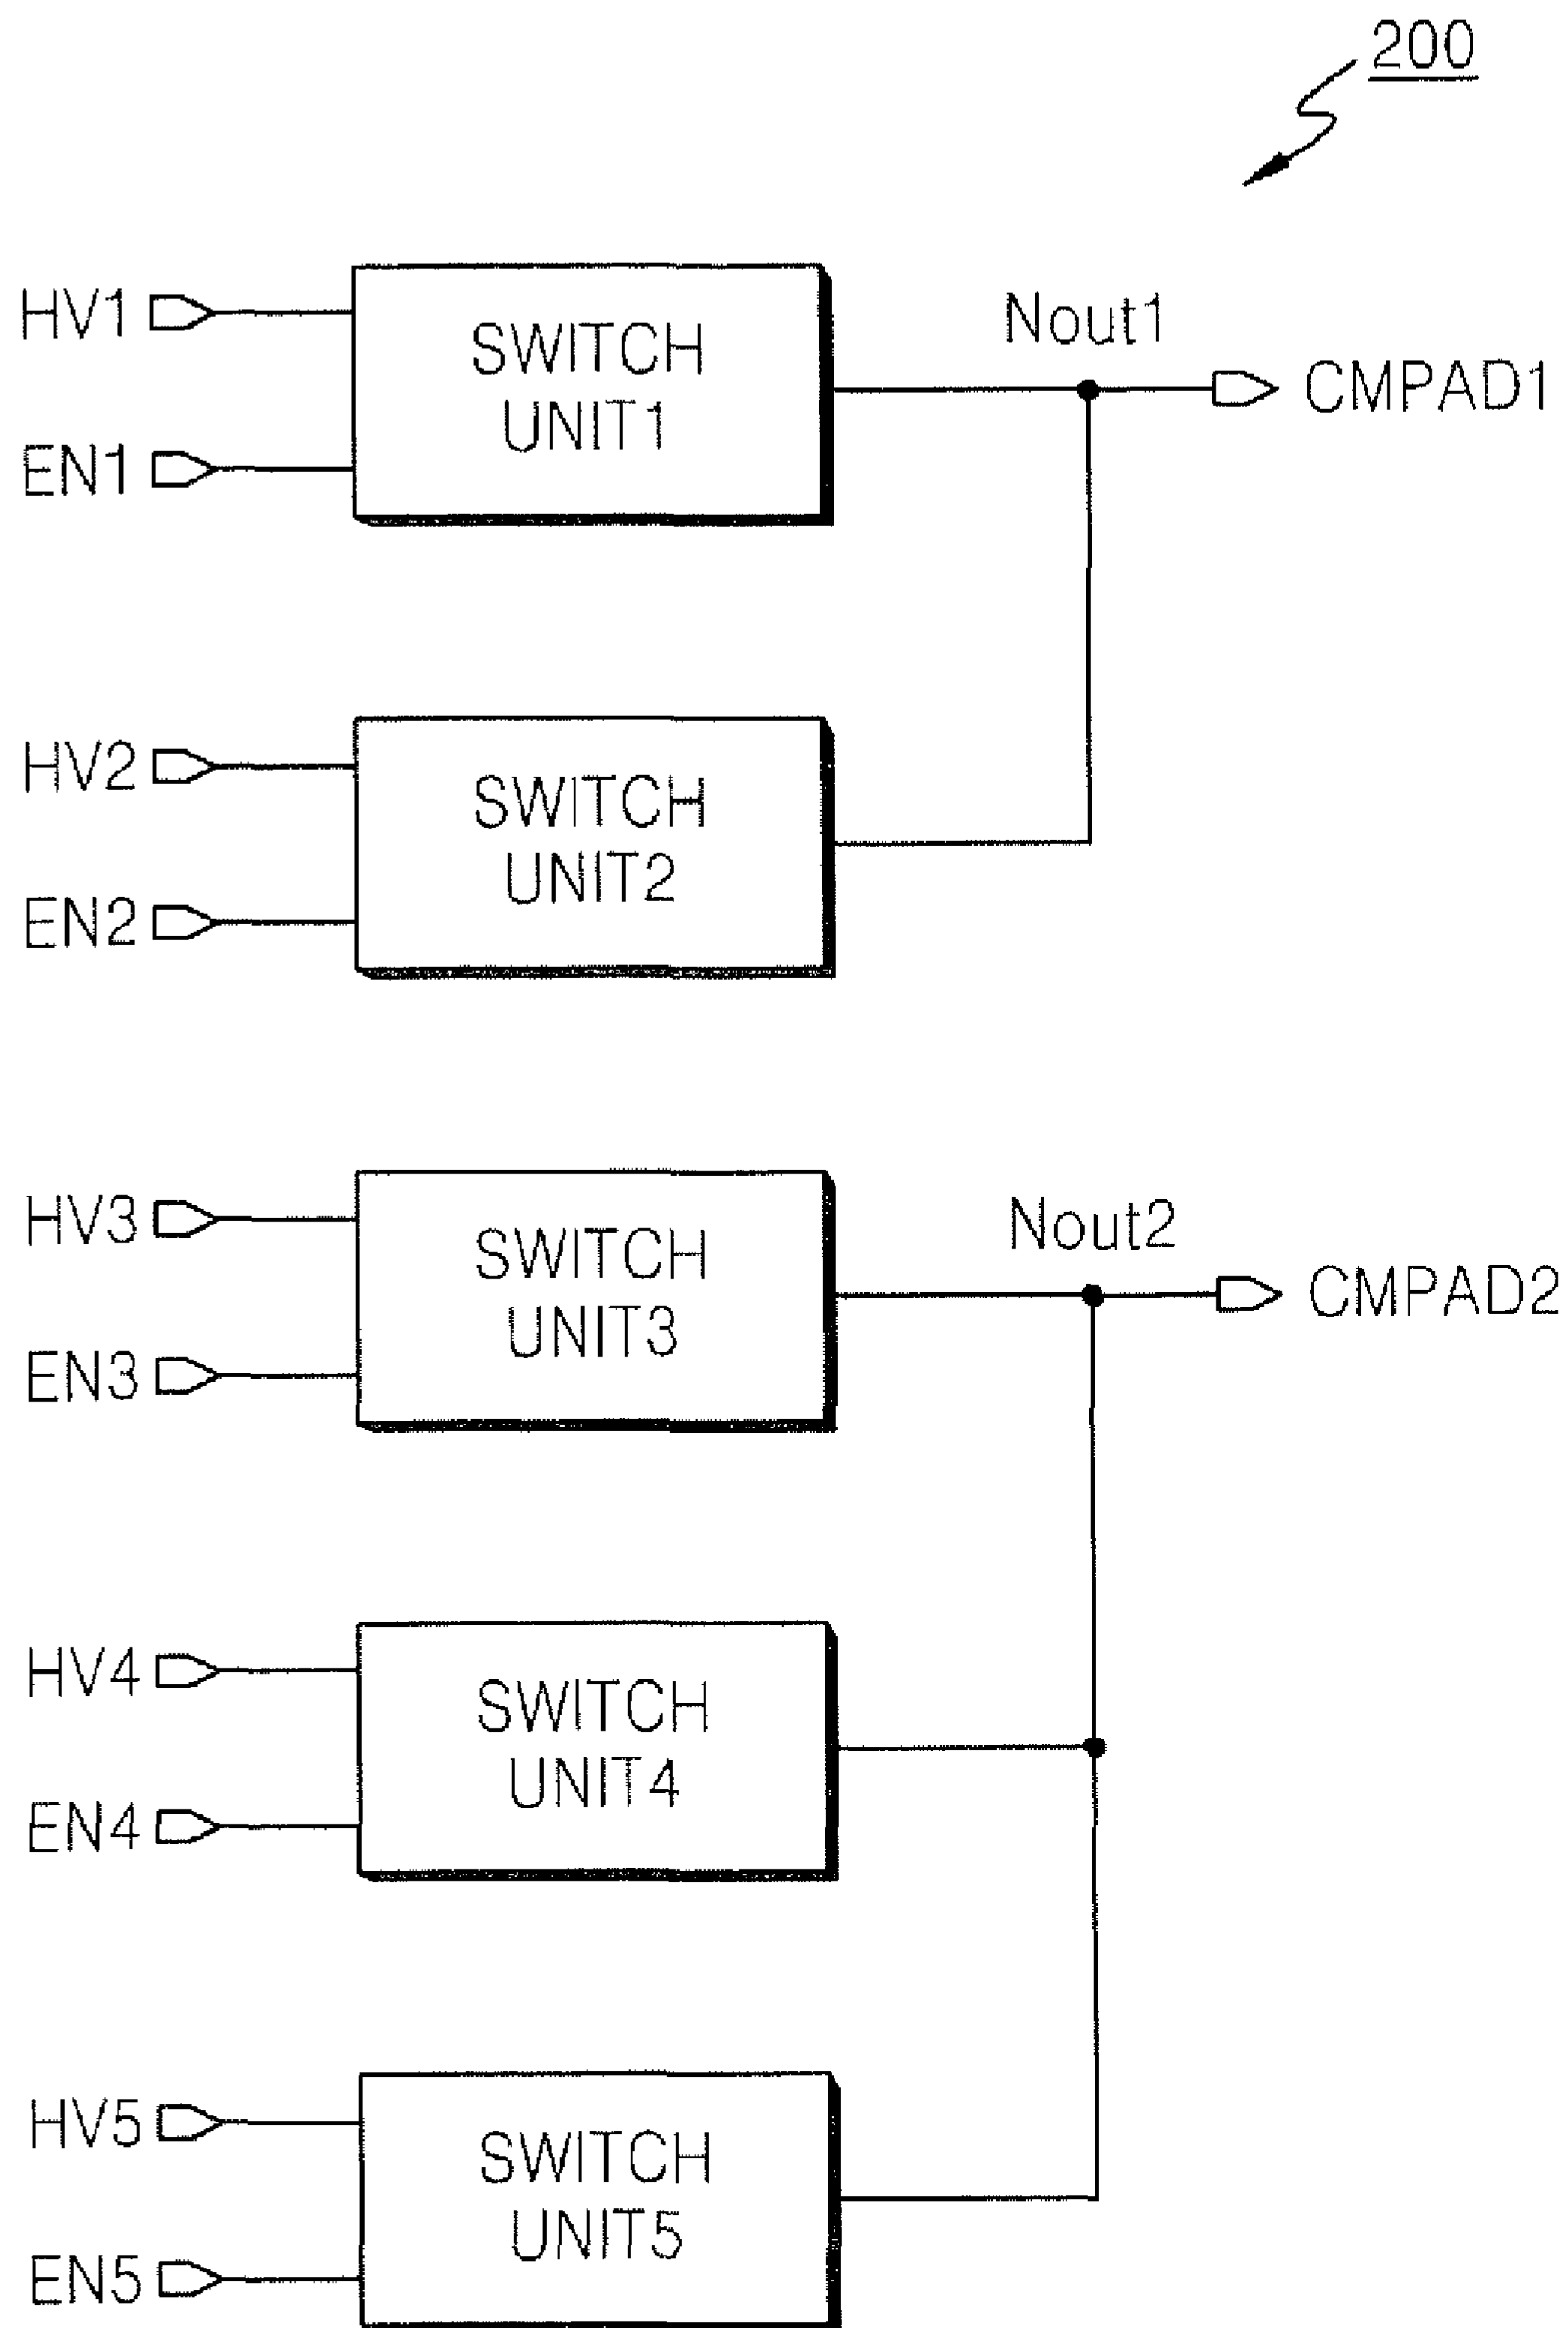 200
HV1
SWITCH
UNIT1
EN1
Nout1
CMPAD1
HV2
SWITCH
UNIT2
EN2
HV3
SWITCH
UNIT3
EN3
Nout2
CMPAD2
HV4
SWITCH
UNIT4
EN4
HV5
SWITCH
UNIT5
EN5